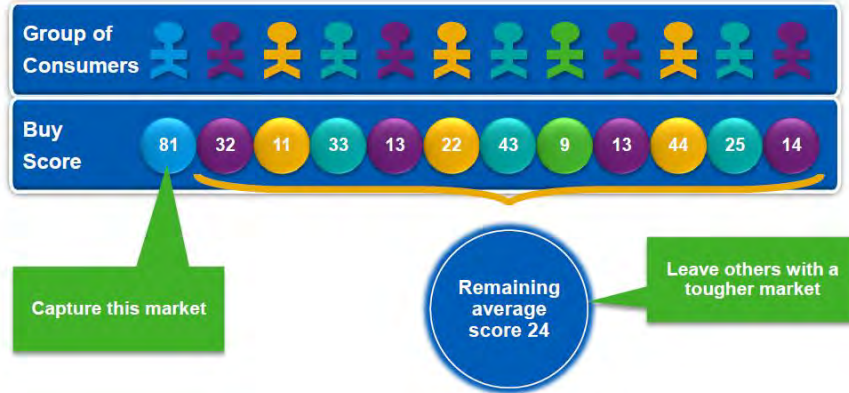 Group of
Consumers
Buy
Score
81 32 11 33 13 22 43 9 13 44 25 14
Capture this market
Remaining
average
score 24
Leave others with a
tougher market